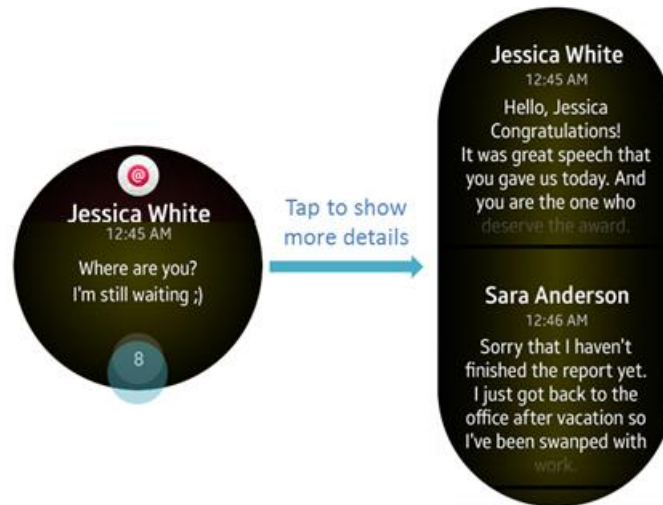 @
Jessica White
12:45 AM
Where are you?
I'm still waiting ;)
8
Tap to show
more details
Jessica White
12:45 AM
Hello, Jessica
Congratulations!
It was great speech that
you gave us today. And
you are the one who
deserve the award.
Sara Anderson
12:46 AM
Sorry that I haven't
finished the report yet.
I just got back to the
office after vacation so
I've been swanped with
work.